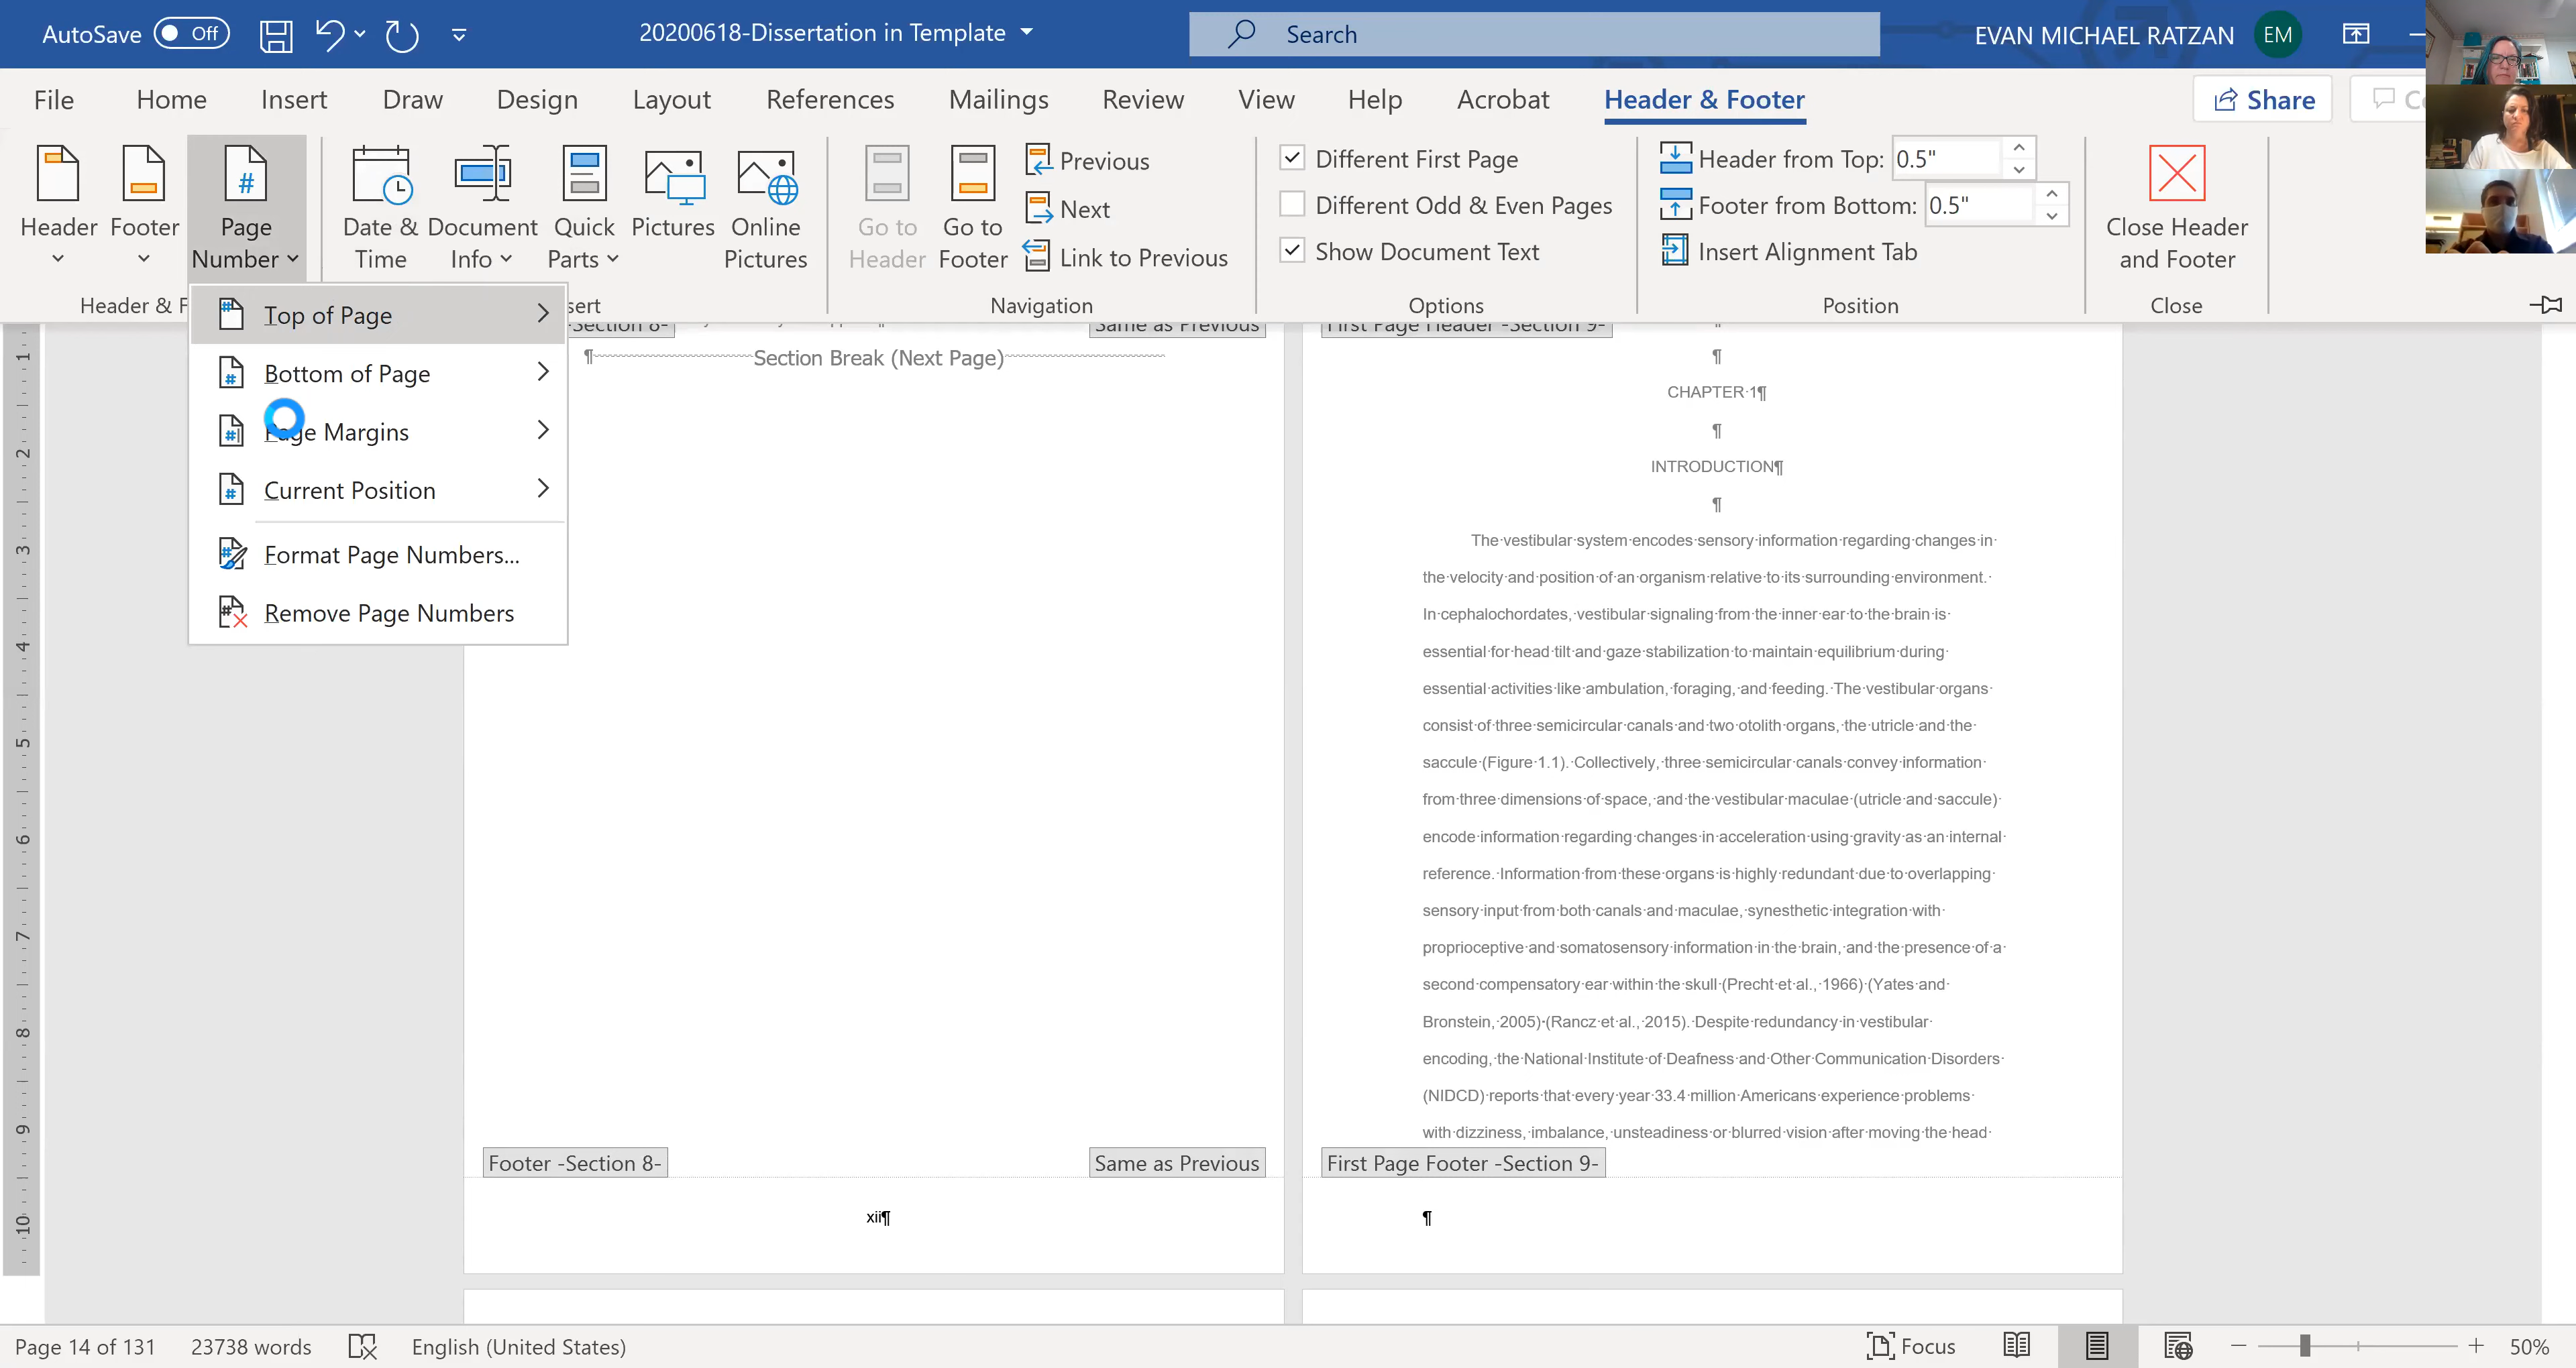 AutoSave Off 20200618-Dissertation in Template Search EVAN MICHAEL RATZAN EM
File Home Insert Draw Design Layout References Mailings Review View Help Acrobat Header & Footer Share
Header Footer Page Number
Date & Time Document Info Quick Parts Pictures Online Pictures
Go to Header Go to Footer Previous
Next
Link to Previous
Different First Page
Different Odd & Even Pages
Show Document Text
Header from Top: 0.5"
Footer from Bottom: 0.5"
Insert Alignment Tab
Close Header and Footer
Header & F sert Navigation Options Position Close
Top of Page
Bottom of Page
Page Margins
Current Position
Format Page Numbers...
Remove Page Numbers
-Section 8- Same as Previous
¶Section Break (Next Page)
Footer -Section 8- Same as Previous
xii¶
First Page Header -Section 9-
¶
CHAPTER·1¶
¶
INTRODUCTION¶
¶
The·vestibular·system·encodes·sensory·information·regarding·changes·in·
the·velocity·and·position·of·an·organism·relative·to·its·surrounding·environment.·
In·cephalochordates,·vestibular·signaling·from·the·inner·ear·to·the·brain·is·
essential·for·head·tilt·and·gaze·stabilization·to·maintain·equilibrium·during·
essential·activities·like·ambulation,·foraging,·and·feeding.·The·vestibular·organs·
consist·of·three·semicircular·canals·and·two·otolith·organs,·the·utricle·and·the·
saccule·(Figure·1.1).·Collectively,·three·semicircular·canals·convey·information·
from·three·dimensions·of·space,·and·the·vestibular·maculae·(utricle·and·saccule)·
encode·information·regarding·changes·in·acceleration·using·gravity·as·an·internal·
reference.·Information·from·these·organs·is·highly·redundant·due·to·overlapping·
sensory·input·from·both·canals·and·maculae,·synesthetic·integration·with·
proprioceptive·and·somatosensory·information·in·the·brain,·and·the·presence·of·a·
second·compensatory·ear·within·the·skull·(Precht·et·al.,·1966)·(Yates·and·
Bronstein,·2005)·(Rancz·et·al.,·2015).·Despite·redundancy·in·vestibular·
encoding,·the·National·Institute·of·Deafness·and·Other·Communication·Disorders·
(NIDCD)·reports·that·every·year·33.4·million·Americans·experience·problems·
with·dizziness,·imbalance,·unsteadiness·or·blurred·vision·after·moving·the·head·
First Page Footer -Section 9-
¶
1
2
3
4
5
6
7
8
9
10
Page 14 of 131 23738 words English (United States) Focus 50%